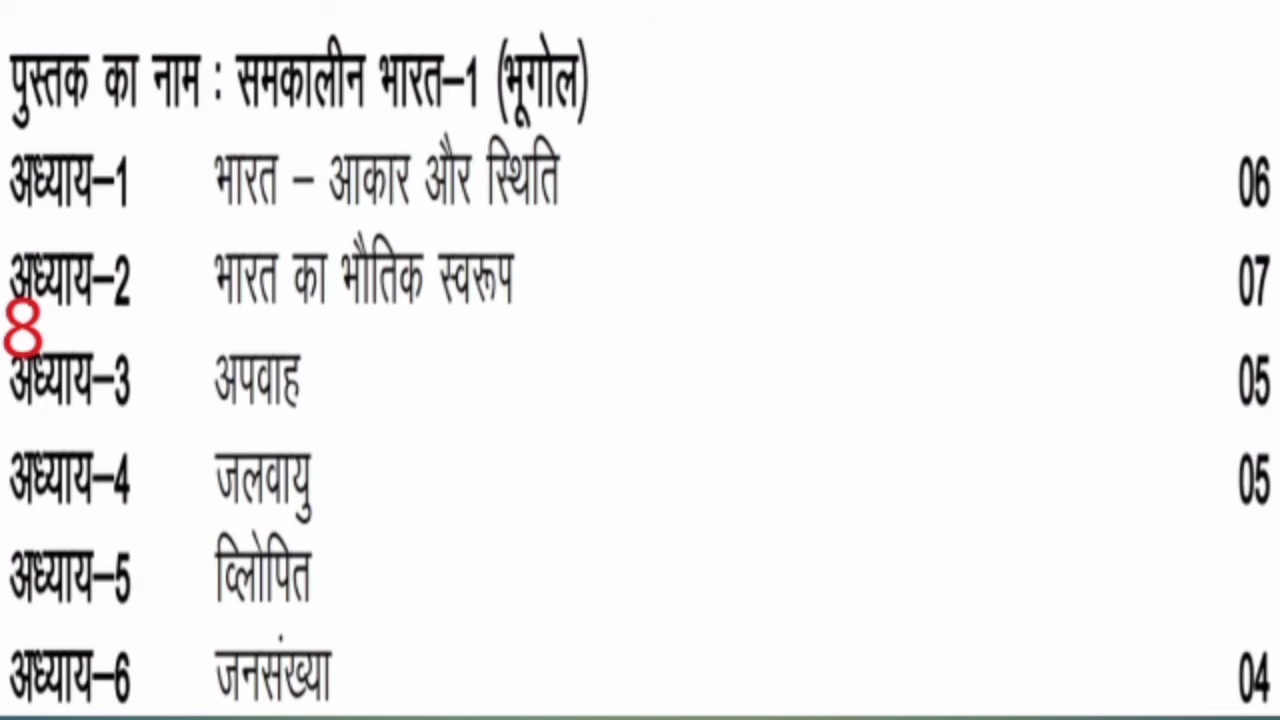 पुस्तक का नाम : समकालीन भारत–1 (भूगोल)
अध्याय–1 भारत – आकार और स्थिति 06
अध्याय–2 भारत का भौतिक स्वरूप 07
8
अध्याय–3 अपवाह 05
अध्याय–4 जलवायु 05
अध्याय–5 व्लिोपित
अध्याय–6 जनसंख्या 04